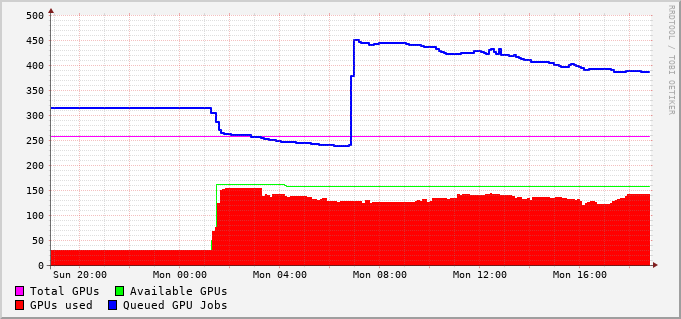 500
450
400
350
300
250
200
150
100
50
0
Sun 20:00 Mon 00:00 Mon 04:00 Mon 08:00 Mon 12:00 Mon 16:00
Total GPUs Available GPUs
GPUs used Queued GPU Jobs
RRDTOOL / TOBI OETIKER